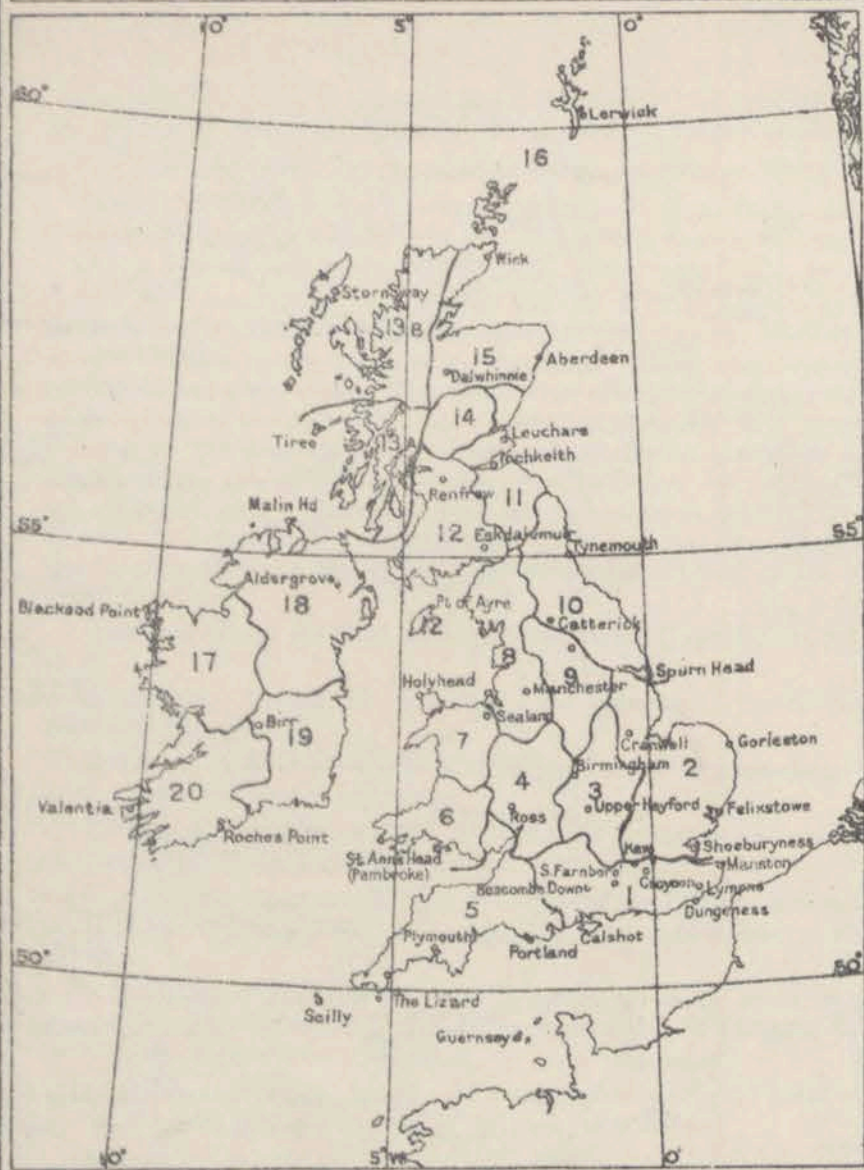 10° 5° 0°
60°
Lerwick
16
Wick
Stornoway
13 B
15
Aberdeen
Dalwhinnie
14
Tiree
13 A
Leuchars
Inchkeith
Renfrew
11
Malin Hd
55° 55°
12
Eskdalemuir
Tynemouth
Aldergrove
18
Pt of Ayre
Blacksod Point
12
10
Catterick
17
8
9
Spurn Head
Holyhead
Manchester
Sealand
Birr
19
7
Cranwell
Gorleston
Birmingham
2
20
4
3
Valentia
6
Ross
Upper Heyford
Felixstowe
Roches Point
Kew
Shoeburyness
St. Ann's Head
(Pembroke)
S. Farnboro
Manston
Boscombe Down
Croydon
Lympne
1
5
Dungeness
Plymouth
Calshot
Portland
50° 50°
The Lizard
Scilly
Guernsey
10° 5°W 0°